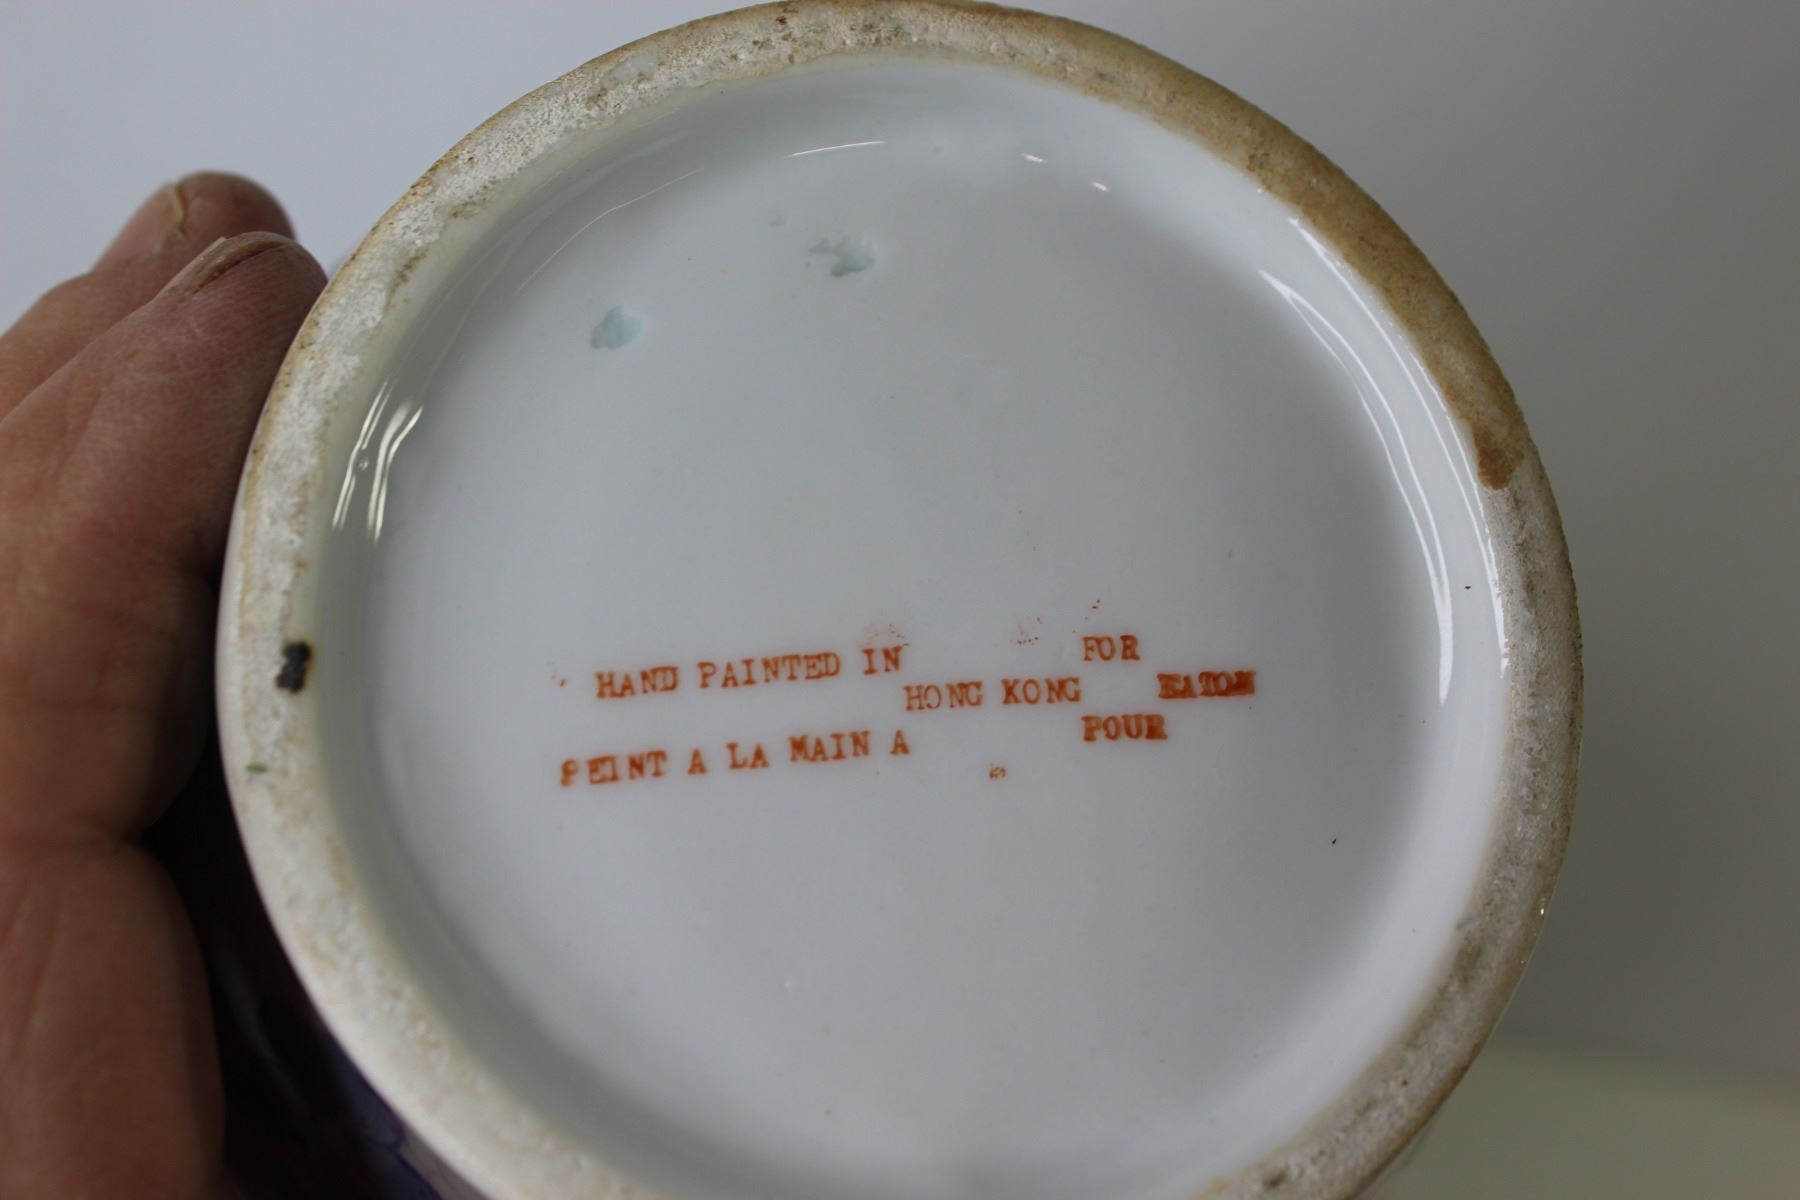 HAND PAINTED IN FOR
HONG KONG EATON
PEINT A LA MAIN A POUR